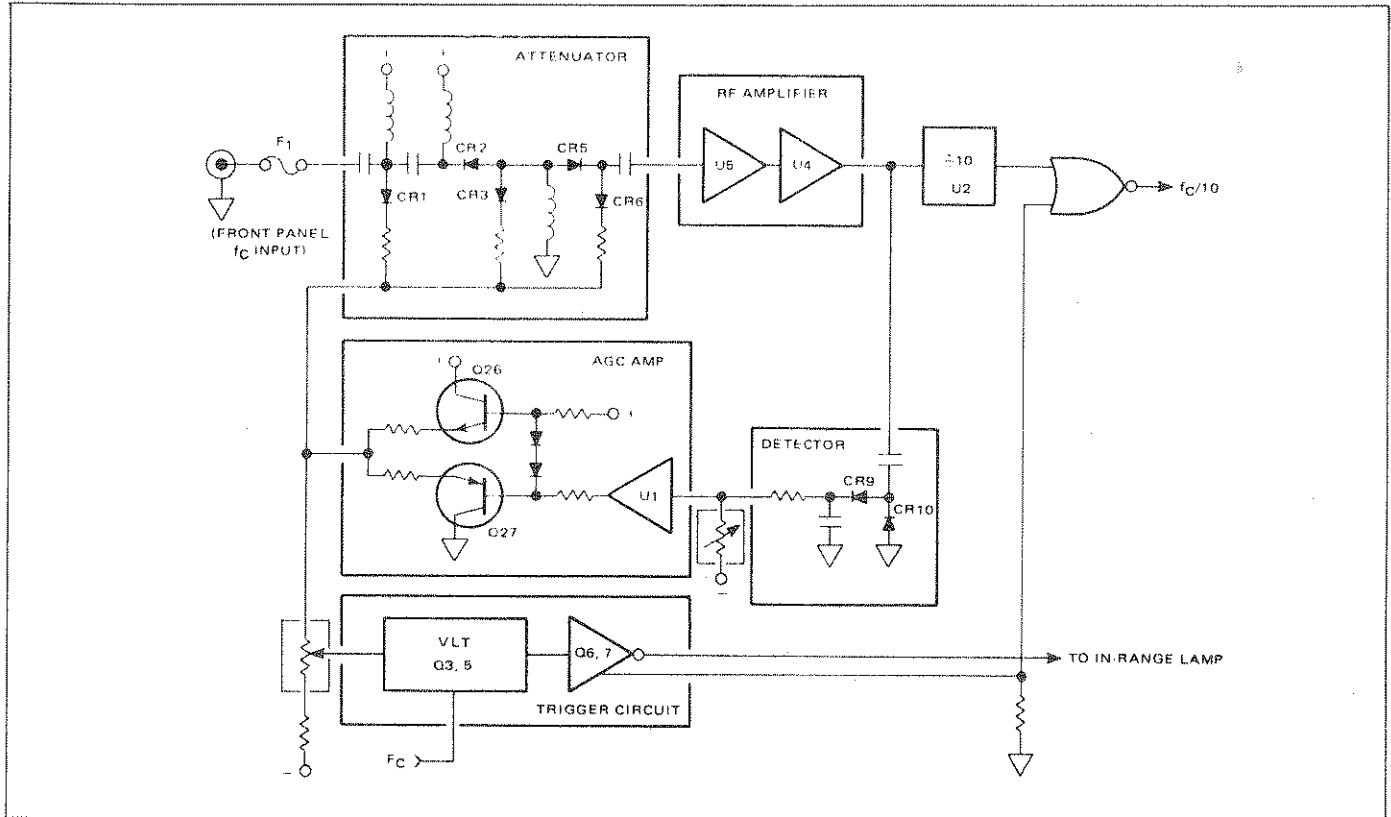 ATTENUATOR
RF AMPLIFIER
F1
CR2
CR5
÷10
U2
U5
U4
CR1
CR3
CR6
fC/10
(FRONT PANEL
fC INPUT)
AGC AMP
Q26
DETECTOR
U1
CR9
CR10
Q27
VLT
Q3, 5
Q6, 7
TO IN-RANGE LAMP
TRIGGER CIRCUIT
FC